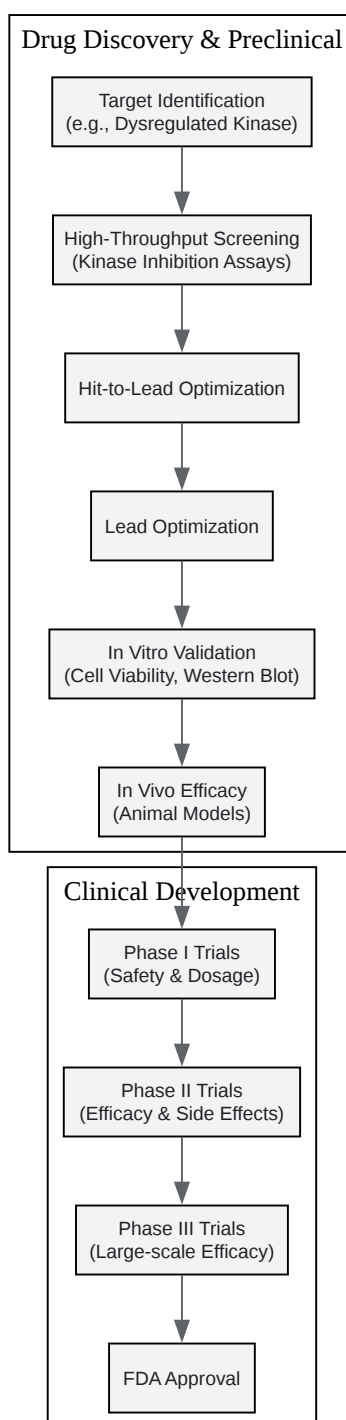 Drug Discovery & Preclinical
Target Identification
(e.g., Dysregulated Kinase)
High-Throughput Screening
(Kinase Inhibition Assays)
Hit-to-Lead Optimization
Lead Optimization
In Vitro Validation
(Cell Viability, Western Blot)
In Vivo Efficacy
(Animal Models)
Clinical Development
Phase I Trials
(Safety & Dosage)
Phase II Trials
(Efficacy & Side Effects)
Phase III Trials
(Large-scale Efficacy)
FDA Approval